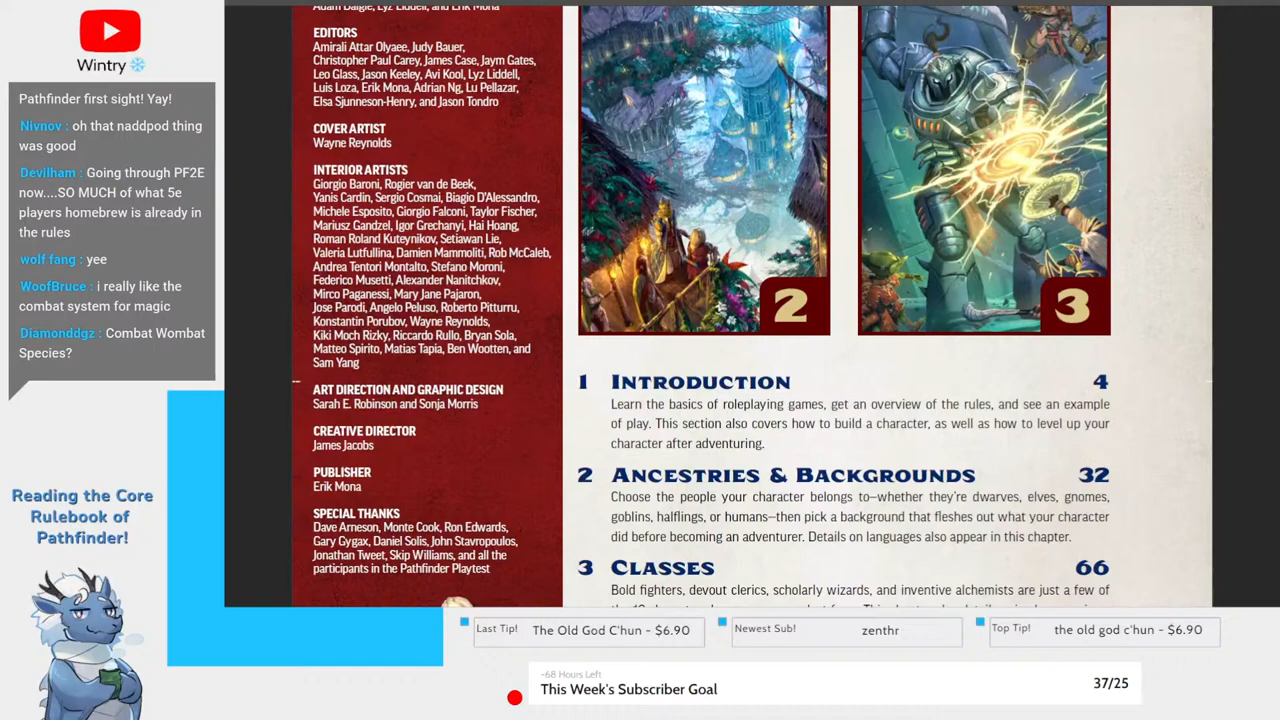 Wintry
Pathfinder first sight! Yay!
Nivnov : oh that naddpod thing
was good
Devilham : Going through PF2E
now....SO MUCH of what 5e
players homebrew is already in
the rules
wolf fang : yee
WoofBruce : i really like the
combat system for magic
Diamonddgz : Combat Wombat
Species?
Reading the Core
Rulebook of
Pathfinder!
Adam Daigle, Lyz Liddell, and Erik Mona
EDITORS
Amirali Attar Olyaee, Judy Bauer,
Christopher Paul Carey, James Case, Jaym Gates,
Leo Glass, Jason Keeley, Avi Kool, Lyz Liddell,
Luis Loza, Erik Mona, Adrian Ng, Lu Pellazar,
Elsa Sjunneson-Henry, and Jason Tondro
COVER ARTIST
Wayne Reynolds
INTERIOR ARTISTS
Giorgio Baroni, Rogier van de Beek,
Yanis Cardin, Sergio Cosmai, Biagio D'Alessandro,
Michele Esposito, Giorgio Falconi, Taylor Fischer,
Mariusz Gandzel, Igor Grechanyi, Hai Hoang,
Roman Roland Kuteynikov, Setiawan Lie,
Valeria Lutfullina, Damien Mammoliti, Rob McCaleb,
Andrea Tentori Montalto, Stefano Moroni,
Federico Musetti, Alexander Nanitchkov,
Mirco Paganessi, Mary Jane Pajaron,
Jose Parodi, Angelo Peluso, Roberto Pitturru,
Konstantin Porubov, Wayne Reynolds,
Kiki Moch Rizky, Riccardo Rullo, Bryan Sola,
Matteo Spirito, Matias Tapia, Ben Wootten, and
Sam Yang
ART DIRECTION AND GRAPHIC DESIGN
Sarah E. Robinson and Sonja Morris
CREATIVE DIRECTOR
James Jacobs
PUBLISHER
Erik Mona
SPECIAL THANKS
Dave Arneson, Monte Cook, Ron Edwards,
Gary Gygax, Daniel Solis, John Stavropoulos,
Jonathan Tweet, Skip Williams, and all the
participants in the Pathfinder Playtest
2
3
1 INTRODUCTION 4
Learn the basics of roleplaying games, get an overview of the rules, and see an example
of play. This section also covers how to build a character, as well as how to level up your
character after adventuring.
2 ANCESTRIES & BACKGROUNDS 32
Choose the people your character belongs to—whether they're dwarves, elves, gnomes,
goblins, halflings, or humans—then pick a background that fleshes out what your character
did before becoming an adventurer. Details on languages also appear in this chapter.
3 CLASSES 66
Bold fighters, devout clerics, scholarly wizards, and inventive alchemists are just a few of
Last Tip! The Old God C'hun - $6.90
Newest Sub! zenthr
Top Tip! the old god c'hun - $6.90
-68 Hours Left
This Week's Subscriber Goal 37/25